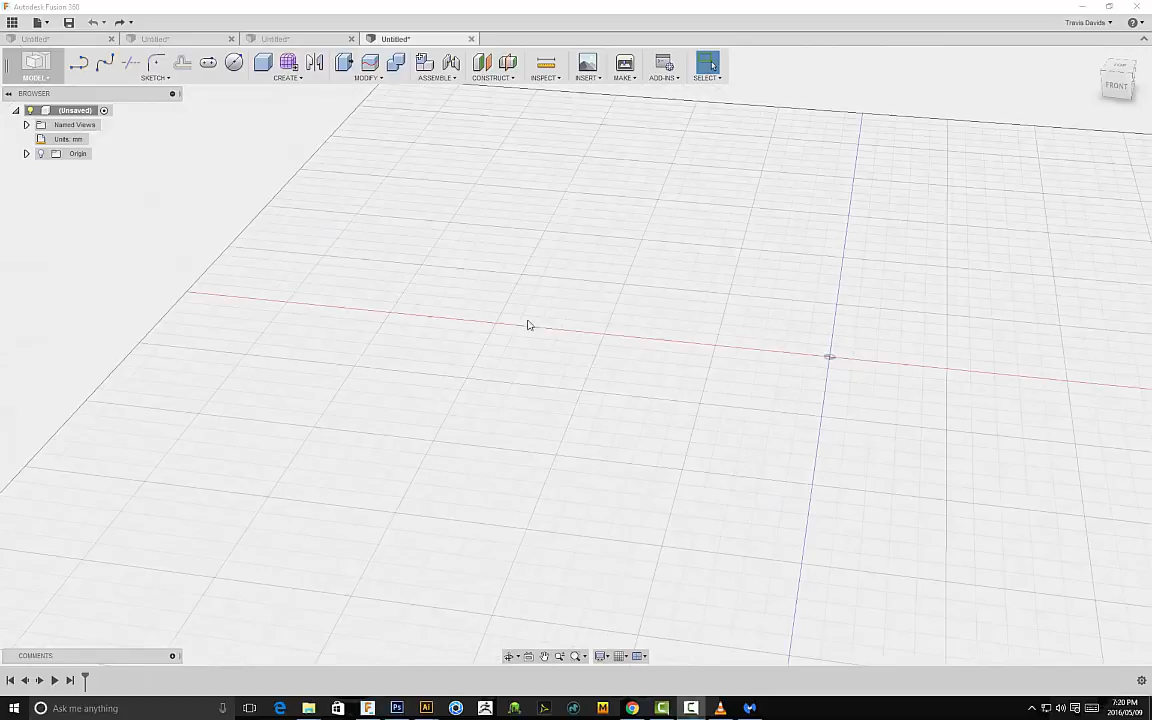 Autodesk Fusion 360
Travis Davids
Untitled* Untitled* Untitled* Untitled*
MODEL SKETCH CREATE MODIFY ASSEMBLE CONSTRUCT INSPECT INSERT MAKE ADD-INS SELECT
TOP
FRONT
BROWSER
(Unsaved)
Named Views
Units: mm
Origin
COMMENTS
Ask me anything
7:20 PM
2016/05/09